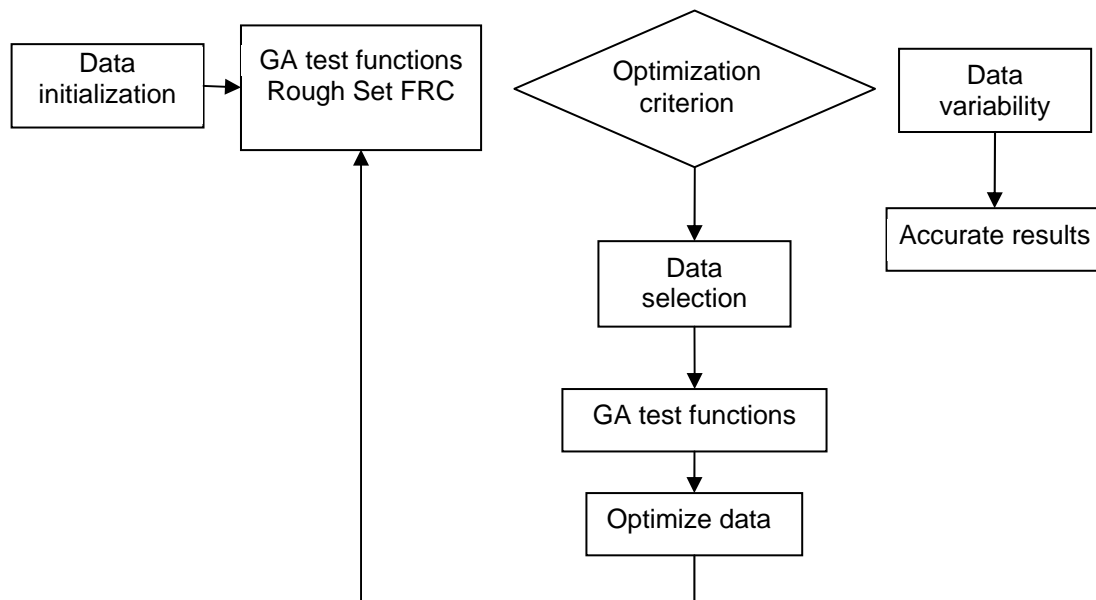 Data
initialization
GA test functions
Rough Set FRC
Optimization
criterion
Data
variability
Accurate results
Data
selection
GA test functions
Optimize data